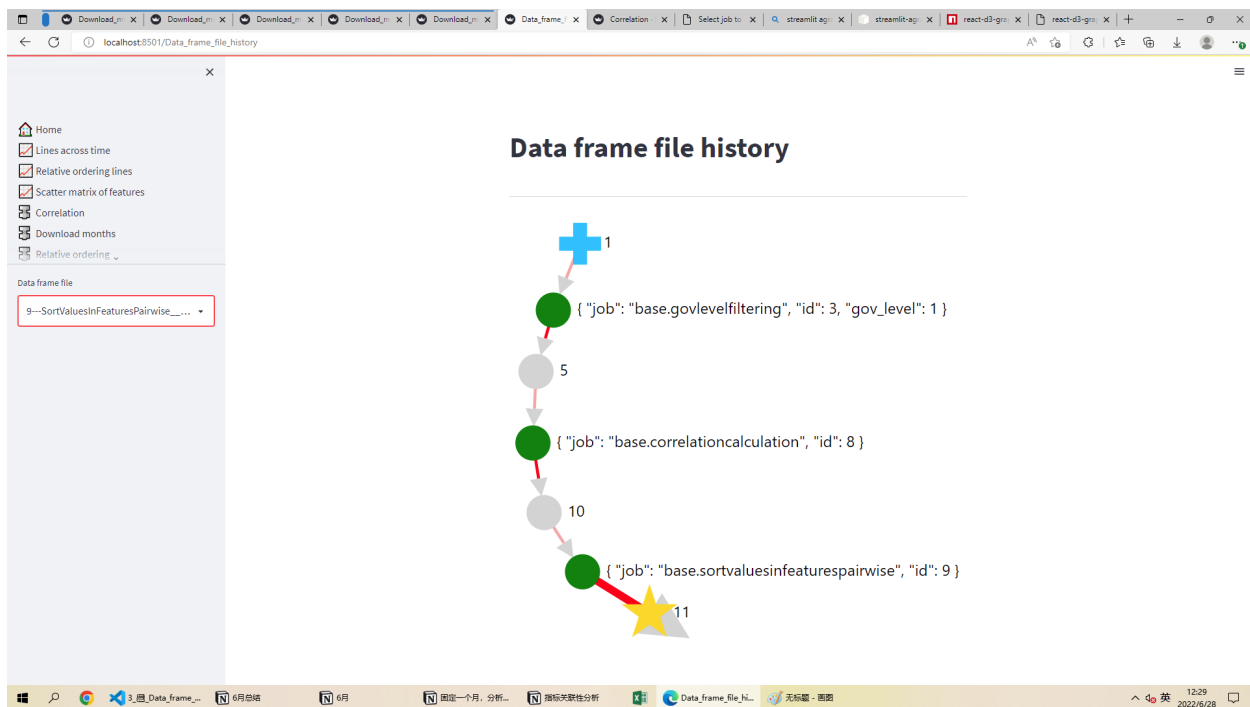 Download_m
Download_m
Download_m
Download_m
Download_m
Data_frame_f
Correlation ·
Select job to
streamlit agr
streamlit-agr
react-d3-gra
react-d3-gra
localhost:8501/Data_frame_file_history
Home
Lines across time
Relative ordering lines
Scatter matrix of features
Correlation
Download months
Relative ordering
Data frame file
9---SortValuesInFeaturesPairwise__...
Data frame file history
1
{ "job": "base.govlevelfiltering", "id": 3, "gov_level": 1 }
5
{ "job": "base.correlationcalculation", "id": 8 }
10
{ "job": "base.sortvaluesinfeaturespairwise", "id": 9 }
11
3_🗐_Data_frame_...
6月总结
6月
固定一个月，分析...
指标关联性分析
Data_frame_file_hi...
无标题 - 画图
英
12:29
2022/6/28